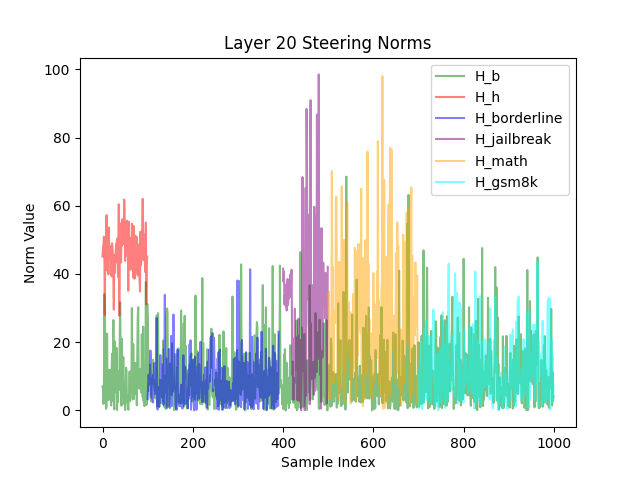 Layer 20 Steering Norms
Norm Value
100
80
60
40
20
0
0
200
400
600
800
1000
Sample Index
H_b
H_h
H_borderline
H_jailbreak
H_math
H_gsm8k